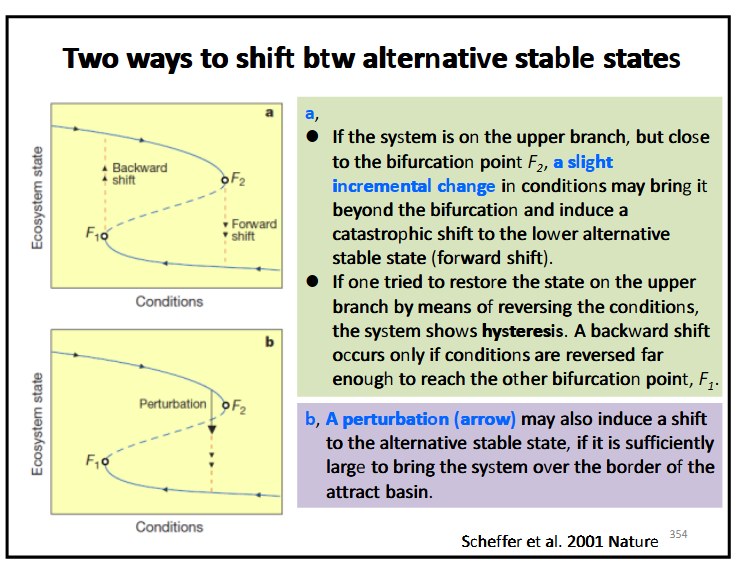 Two ways to shift btw alternative stable states
a
Ecosystem state
Backward
shift
F2
F1
Forward
shift
Conditions
b
Ecosystem state
Perturbation
F2
F1
Conditions
a,
● If the system is on the upper branch, but close
to the bifurcation point F2, a slight
incremental change in conditions may bring it
beyond the bifurcation and induce a
catastrophic shift to the lower alternative
stable state (forward shift).
● If one tried to restore the state on the upper
branch by means of reversing the conditions,
the system shows hysteresis. A backward shift
occurs only if conditions are reversed far
enough to reach the other bifurcation point, F1.
b, A perturbation (arrow) may also induce a shift
to the alternative stable state, if it is sufficiently
large to bring the system over the border of the
attract basin.
Scheffer et al. 2001 Nature
354